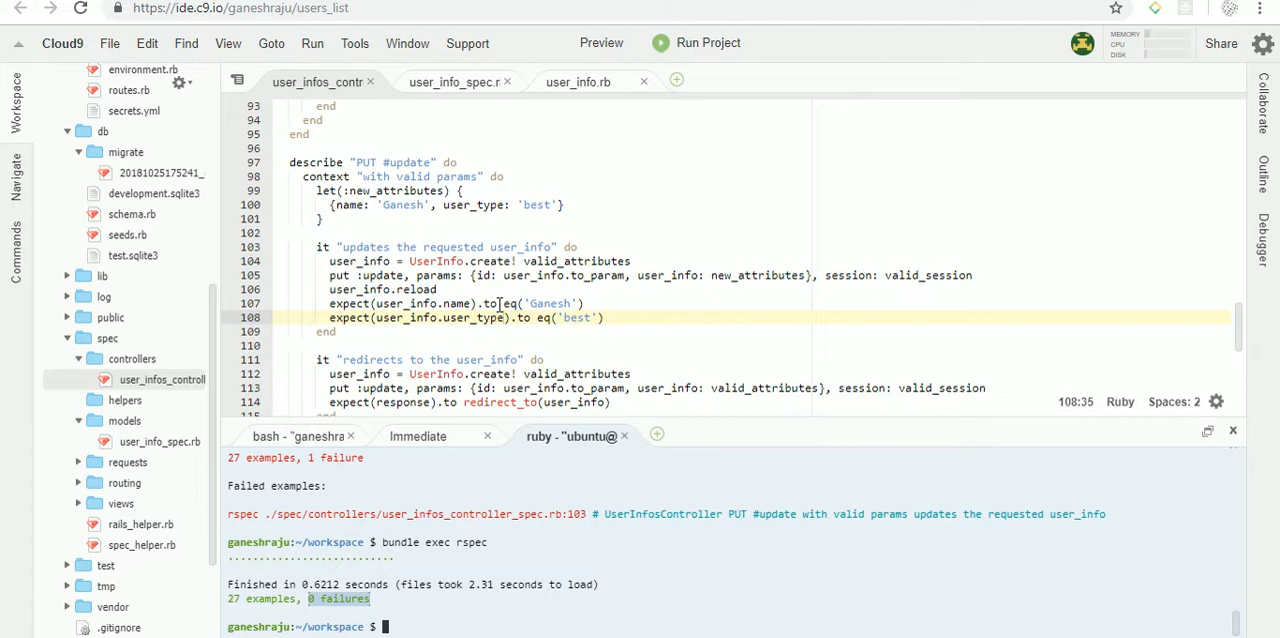 https://ide.c9.io/ganeshraju/users_list
Cloud9 File Edit Find View Goto Run Tools Window Support Preview Run Project MEMORY CPU DISK Share
Workspace
Navigate
Commands
environment.rb
routes.rb
secrets.yml
db
migrate
20181025175241_
development.sqlite3
schema.rb
seeds.rb
test.sqlite3
lib
log
public
spec
controllers
user_infos_controll
helpers
models
user_info_spec.rb
requests
routing
views
rails_helper.rb
spec_helper.rb
test
tmp
vendor
.gitignore
user_infos_contr user_info_spec.r user_info.rb
93 end
94 end
95 end
96
97 describe "PUT #update" do
98 context "with valid params" do
99 let(:new_attributes) {
100 {name: 'Ganesh', user_type: 'best'}
101 }
102
103 it "updates the requested user_info" do
104 user_info = UserInfo.create! valid_attributes
105 put :update, params: {id: user_info.to_param, user_info: new_attributes}, session: valid_session
106 user_info.reload
107 expect(user_info.name).to eq('Ganesh')
108 expect(user_info.user_type).to eq('best')
109 end
110
111 it "redirects to the user_info" do
112 user_info = UserInfo.create! valid_attributes
113 put :update, params: {id: user_info.to_param, user_info: valid_attributes}, session: valid_session
114 expect(response).to redirect_to(user_info)
115 end
108:35 Ruby Spaces: 2
bash - "ganeshra Immediate ruby - "ubuntu@
27 examples, 1 failure
Failed examples:
rspec ./spec/controllers/user_infos_controller_spec.rb:103 # UserInfosController PUT #update with valid params updates the requested user_info
ganeshraju:~/workspace $ bundle exec rspec
...........................
Finished in 0.6212 seconds (files took 2.31 seconds to load)
27 examples, 0 failures
ganeshraju:~/workspace $
Collaborate
Outline
Debugger